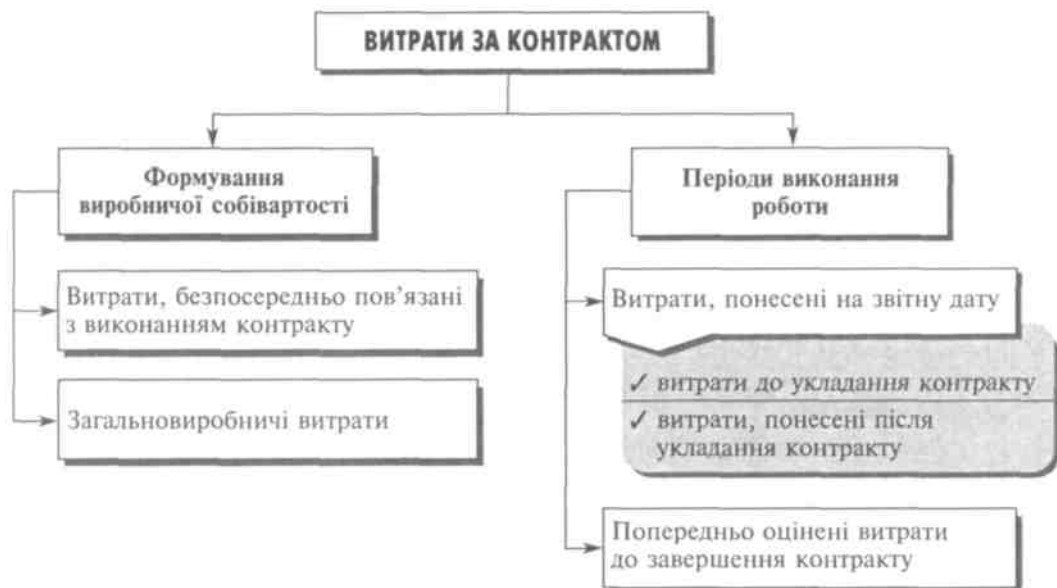 ВИТРАТИ ЗА КОНТРАКТОМ
Формування
виробничої собівартості
Витрати, безпосередньо пов’язані
з виконанням контракту
Загальновиробничі витрати
Періоди виконання
роботи
Витрати, понесені на звітну дату
✓ витрати до укладання контракту
✓ витрати, понесені після
укладання контракту
Попередньо оцінені витрати
до завершення контракту